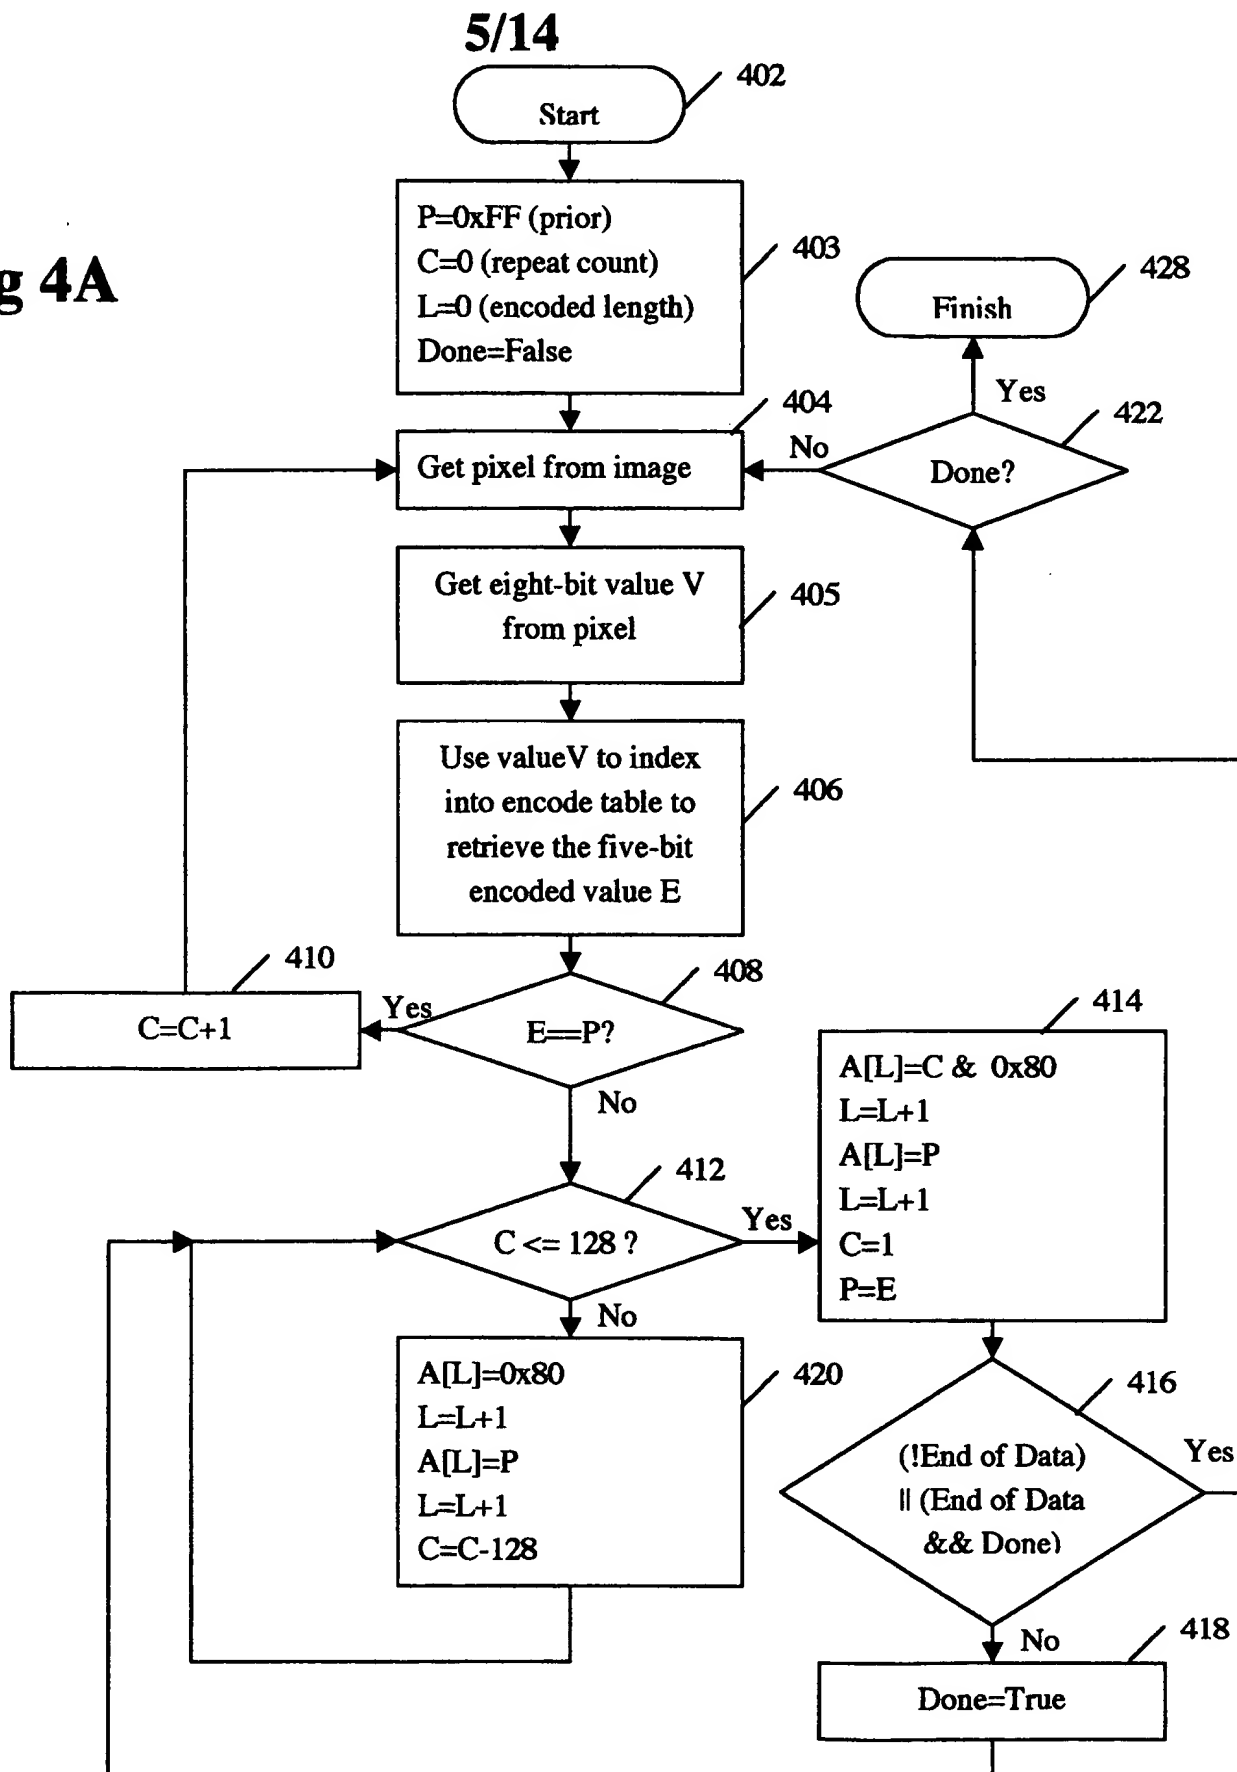 5/14
402
Start
g 4A
P=0xFF (prior)
C=0 (repeat count)
L=0 (encoded length)
Done=False
403
428
Finish
Yes
404
422
Get pixel from image
No
Done?
Get eight-bit value V
from pixel
405
Use valueV to index
into encode table to
retrieve the five-bit
encoded value E
406
410
C=C+1
Yes
408
E==P?
No
414
A[L]=C & 0x80
L=L+1
A[L]=P
L=L+1
C=1
P=E
412
C <= 128 ?
Yes
No
A[L]=0x80
L=L+1
A[L]=P
L=L+1
C=C-128
420
416
(!End of Data)
|| (End of Data
&& Done)
Yes
No
418
Done=True